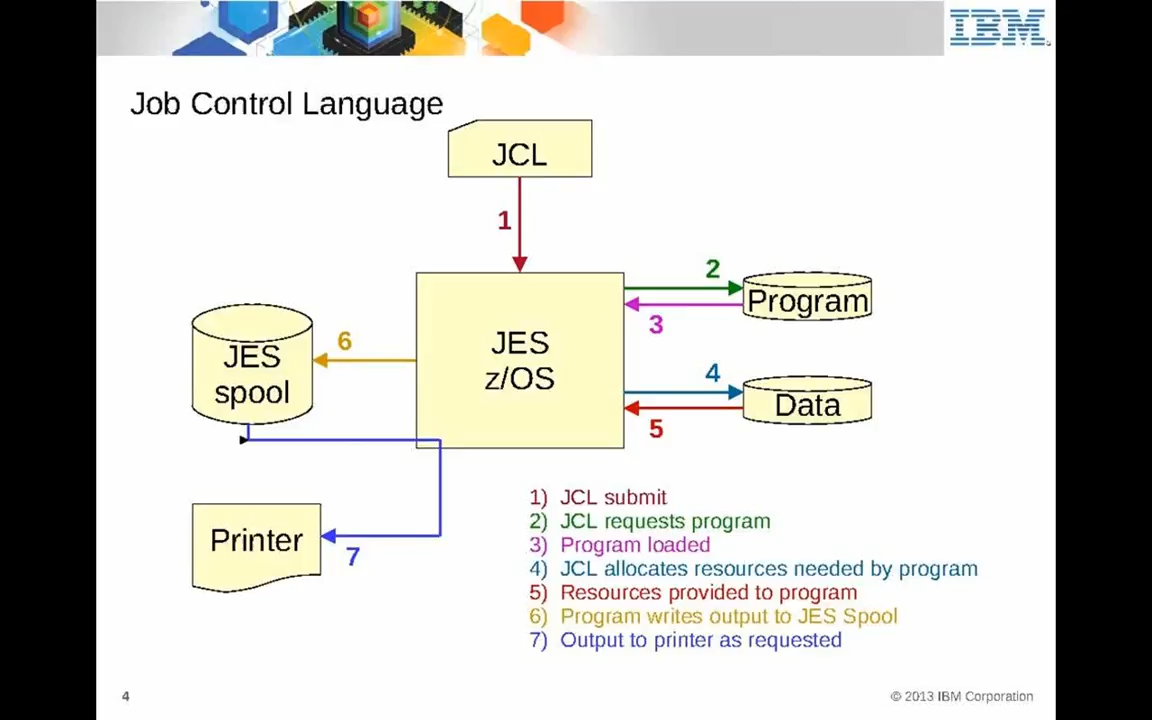 IBM
Job Control Language
JCL
1
2
Program
3
JES
z/OS
6
JES
spool
4
Data
5
Printer
7
1) JCL submit
2) JCL requests program
3) Program loaded
4) JCL allocates resources needed by program
5) Resources provided to program
6) Program writes output to JES Spool
7) Output to printer as requested
4
© 2013 IBM Corporation